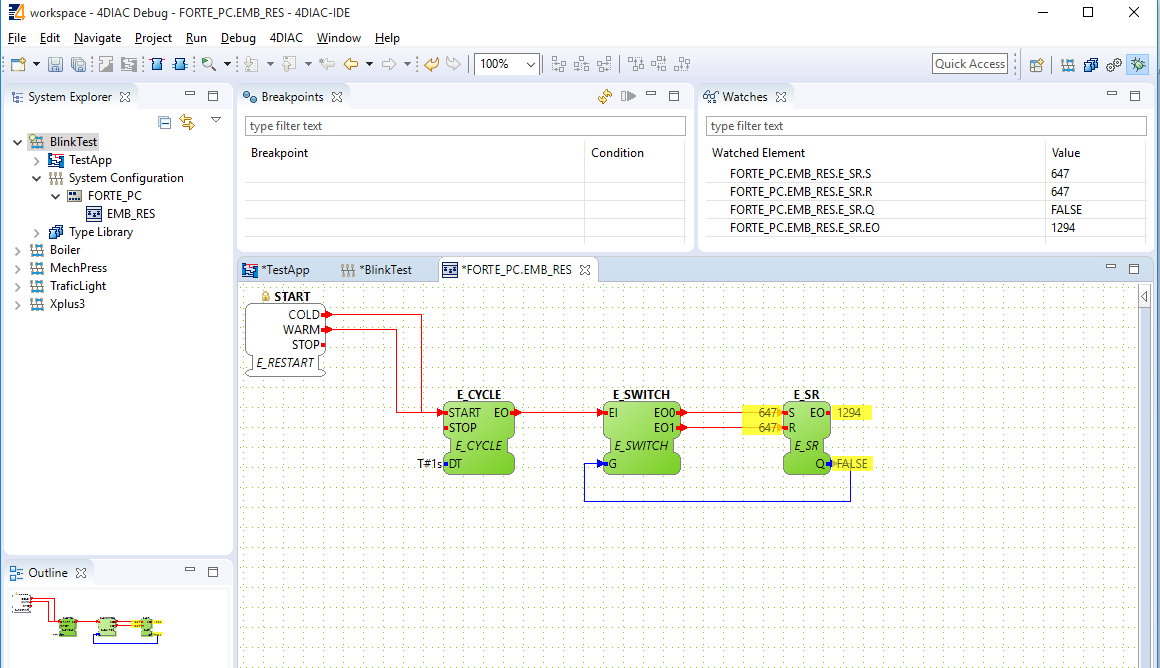 workspace - 4DIAC Debug - FORTE_PC.EMB_RES - 4DIAC-IDE
File Edit Navigate Project Run Debug 4DIAC Window Help
100%
Quick Access
System Explorer
BlinkTest
TestApp
System Configuration
FORTE_PC
EMB_RES
Type Library
Boiler
MechPress
TraficLight
Xplus3
Breakpoints
type filter text
Breakpoint Condition
Watches
type filter text
Watched Element Value
FORTE_PC.EMB_RES.E_SR.S 647
FORTE_PC.EMB_RES.E_SR.R 647
FORTE_PC.EMB_RES.E_SR.Q FALSE
FORTE_PC.EMB_RES.E_SR.EO 1294
*TestApp *BlinkTest *FORTE_PC.EMB_RES
START
COLD
WARM
STOP
E_RESTART
E_CYCLE
START EO
STOP
E_CYCLE
T#1s DT
E_SWITCH
EI EO0
EO1
E_SWITCH
G
E_SR
647 S EO 1294
647 R
E_SR
Q FALSE
Outline